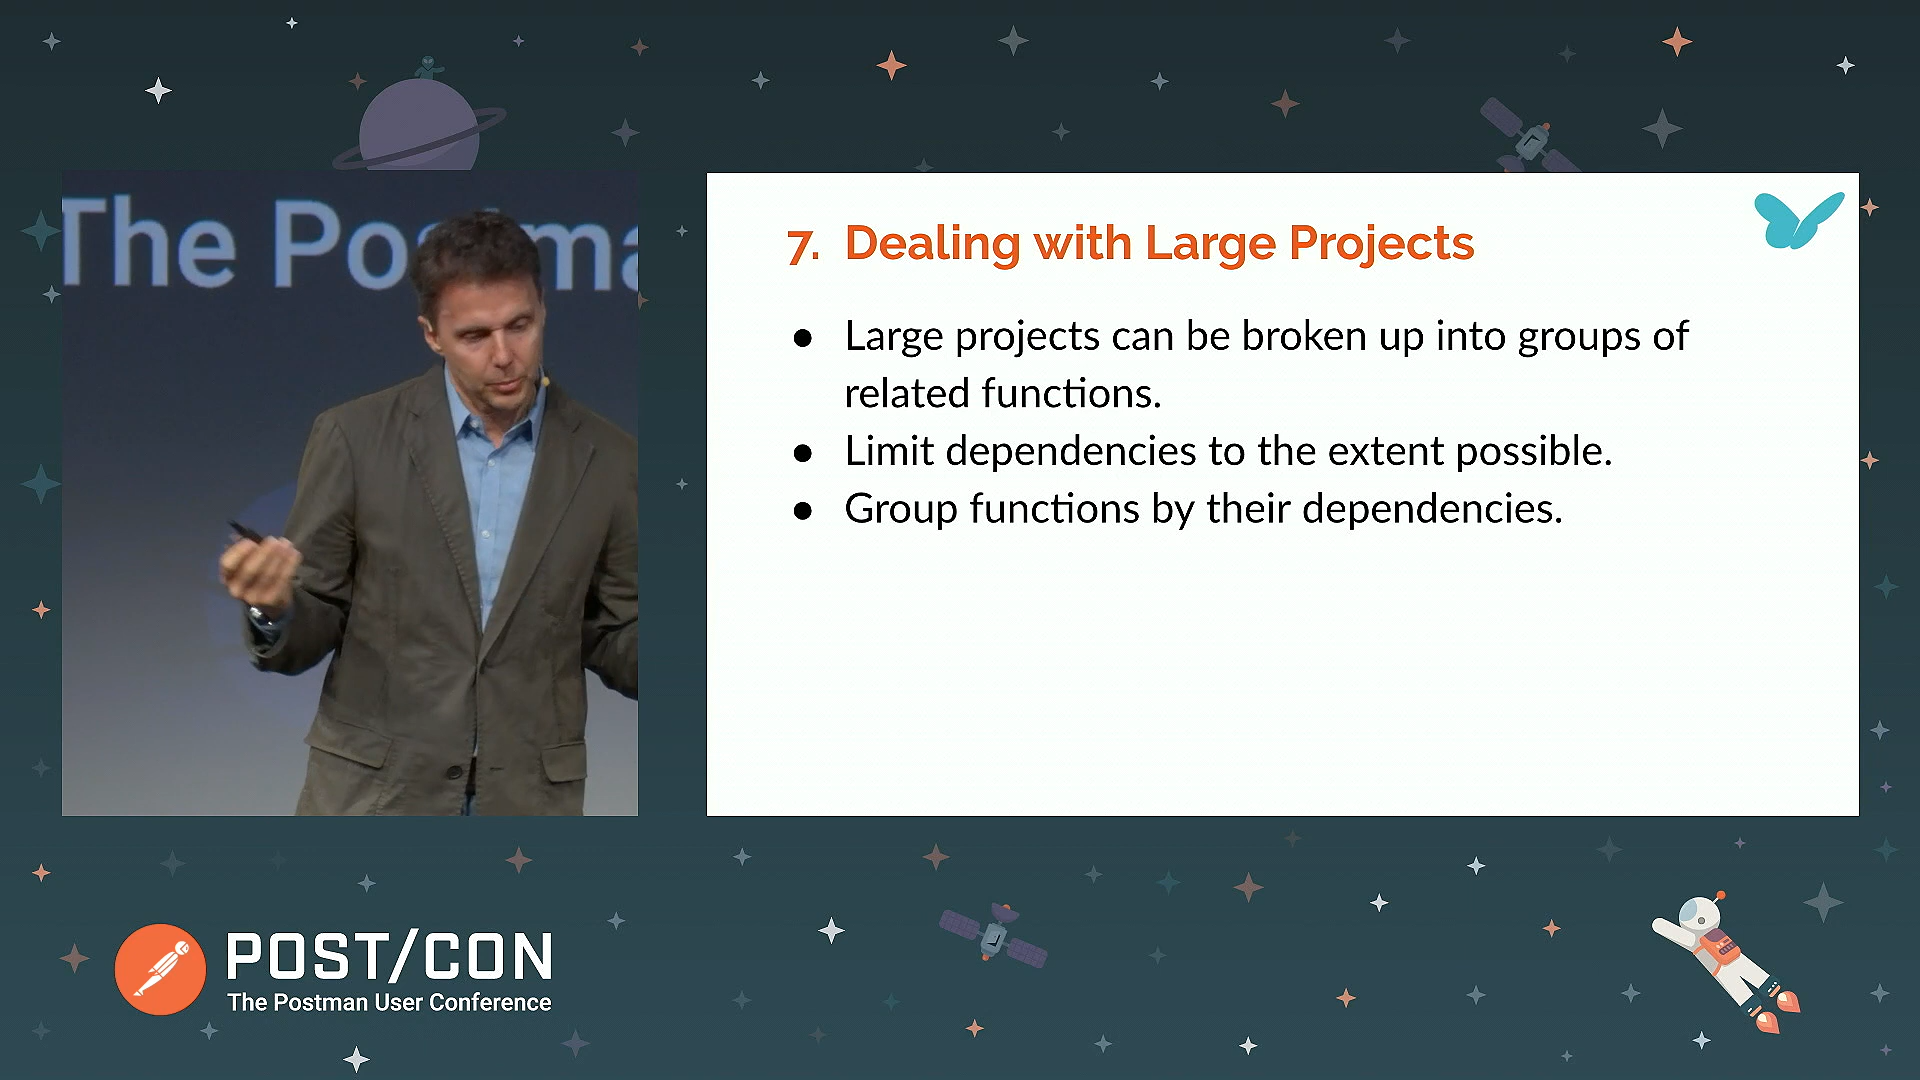 The Postma
7. Dealing with Large Projects
● Large projects can be broken up into groups of
related functions.
● Limit dependencies to the extent possible.
● Group functions by their dependencies.
POST/CON
The Postman User Conference